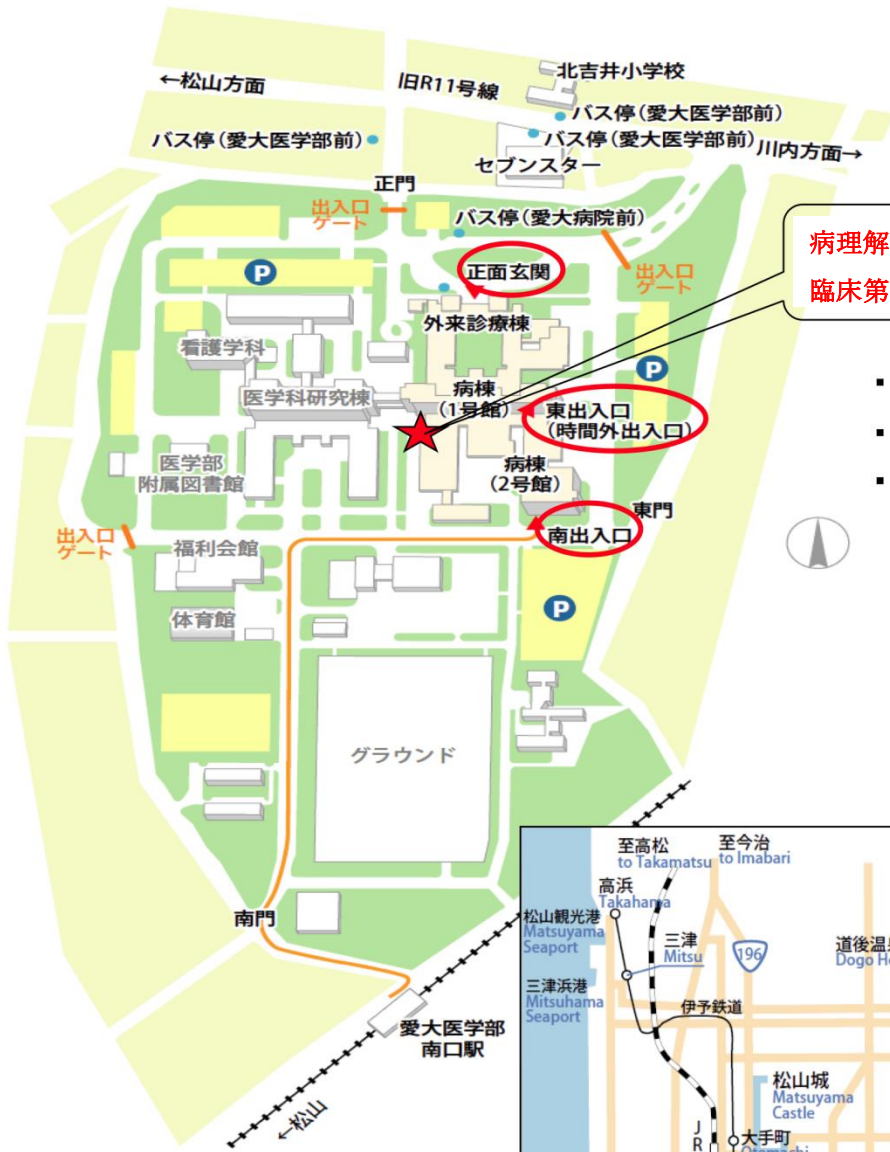 北吉井小学校
←松山方面
旧R11号線
バス停(愛大医学部前)
バス停(愛大医学部前)
バス停(愛大医学部前)
川内方面→
セブンスター
正門
出入口
ゲート
バス停(愛大病院前)
正面玄関
出入口
ゲート
病理解
臨床第
P
外来診療棟
看護学科
P
医学科研究棟
病棟
(1号館)
東出入口
(時間外出入口)
医学部
附属図書館
病棟
(2号館)
東門
南出入口
出入口
ゲート
福利会館
体育館
P
グラウンド
南門
愛大医学部
南口駅
←松山
至高松
to Takamatsu
至今治
to Imabari
高浜
Takahama
松山観光港
Matsuyama
Seaport
三津
Mitsu
196
道後温
Dogo H
三津浜港
Mitsuhama
Seaport
伊予鉄道
松山城
Matsuyama
Castle
JR
大手町